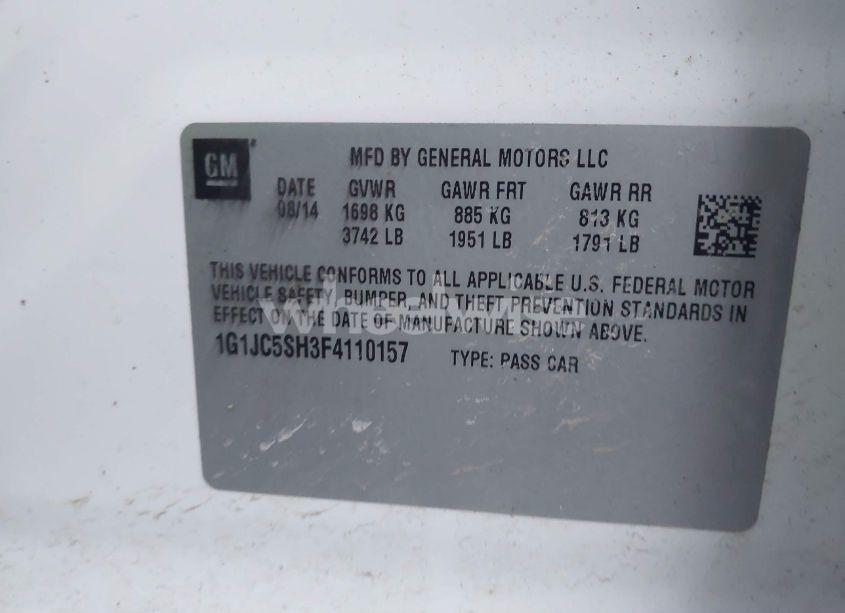 GM
MFD BY GENERAL MOTORS LLC
DATE GVWR GAWR FRT GAWR RR
08/14 1698 KG 885 KG 813 KG
3742 LB 1951 LB 1791 LB
THIS VEHICLE CONFORMS TO ALL APPLICABLE U.S. FEDERAL MOTOR
VEHICLE SAFETY, BUMPER, AND THEFT PREVENTION STANDARDS IN
EFFECT ON THE DATE OF MANUFACTURE SHOWN ABOVE.
1G1JC5SH3F4110157 TYPE: PASS CAR